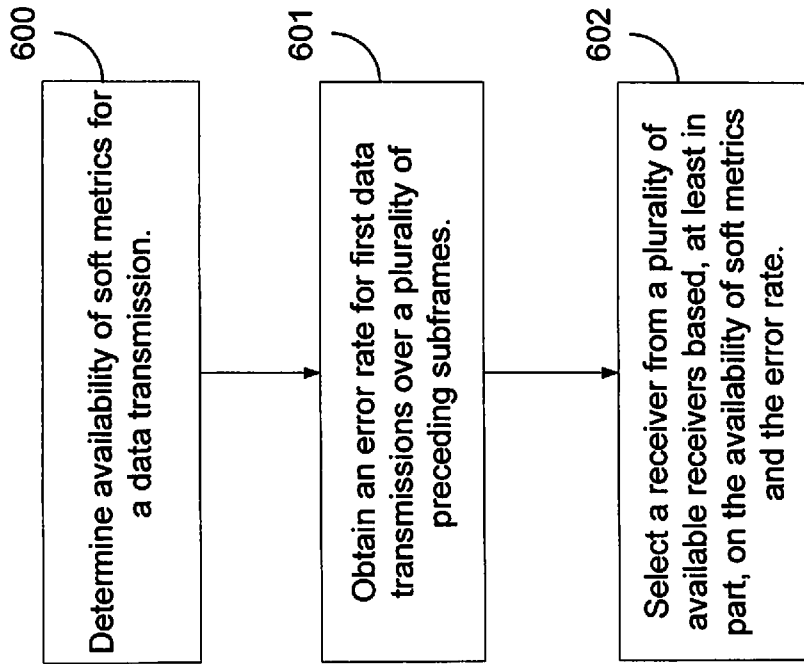 600
Determine availability of soft metrics for
a data transmission.
601
Obtain an error rate for first data
transmissions over a plurality of
preceding subframes.
602
Select a receiver from a plurality of
available receivers based, at least in
part, on the availability of soft metrics
and the error rate.